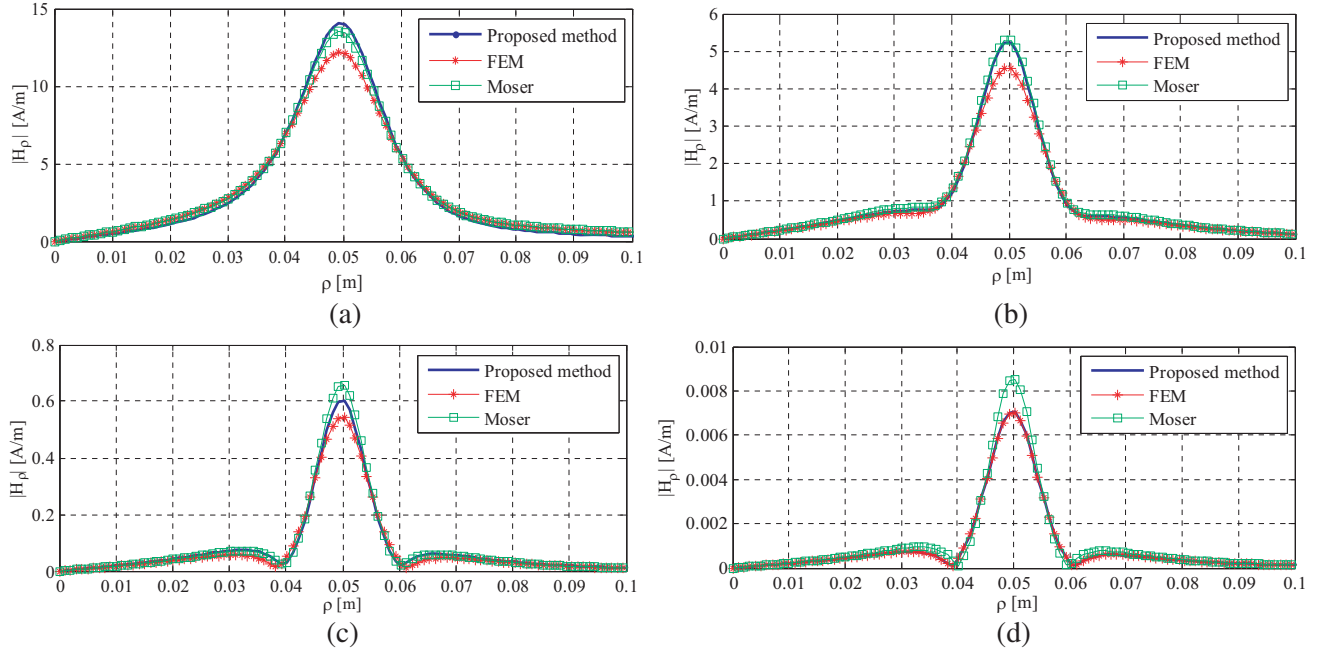 15
10
5
0
|Hρ| [A/m]
Proposed method
FEM
Moser
0 0.01 0.02 0.03 0.04 0.05 0.06 0.07 0.08 0.09 0.1
ρ [m]
(a)
6
5
4
3
2
1
0
|Hρ| [A/m]
Proposed method
FEM
Moser
0 0.01 0.02 0.03 0.04 0.05 0.06 0.07 0.08 0.09 0.1
ρ [m]
(b)
0.8
0.6
0.4
0.2
0
|Hρ| [A/m]
Proposed method
FEM
Moser
0 0.01 0.02 0.03 0.04 0.05 0.06 0.07 0.08 0.09 0.1
ρ [m]
(c)
0.01
0.008
0.006
0.004
0.002
0
|Hρ| [A/m]
Proposed method
FEM
Moser
0 0.01 0.02 0.03 0.04 0.05 0.06 0.07 0.08 0.09 0.1
ρ [m]
(d)